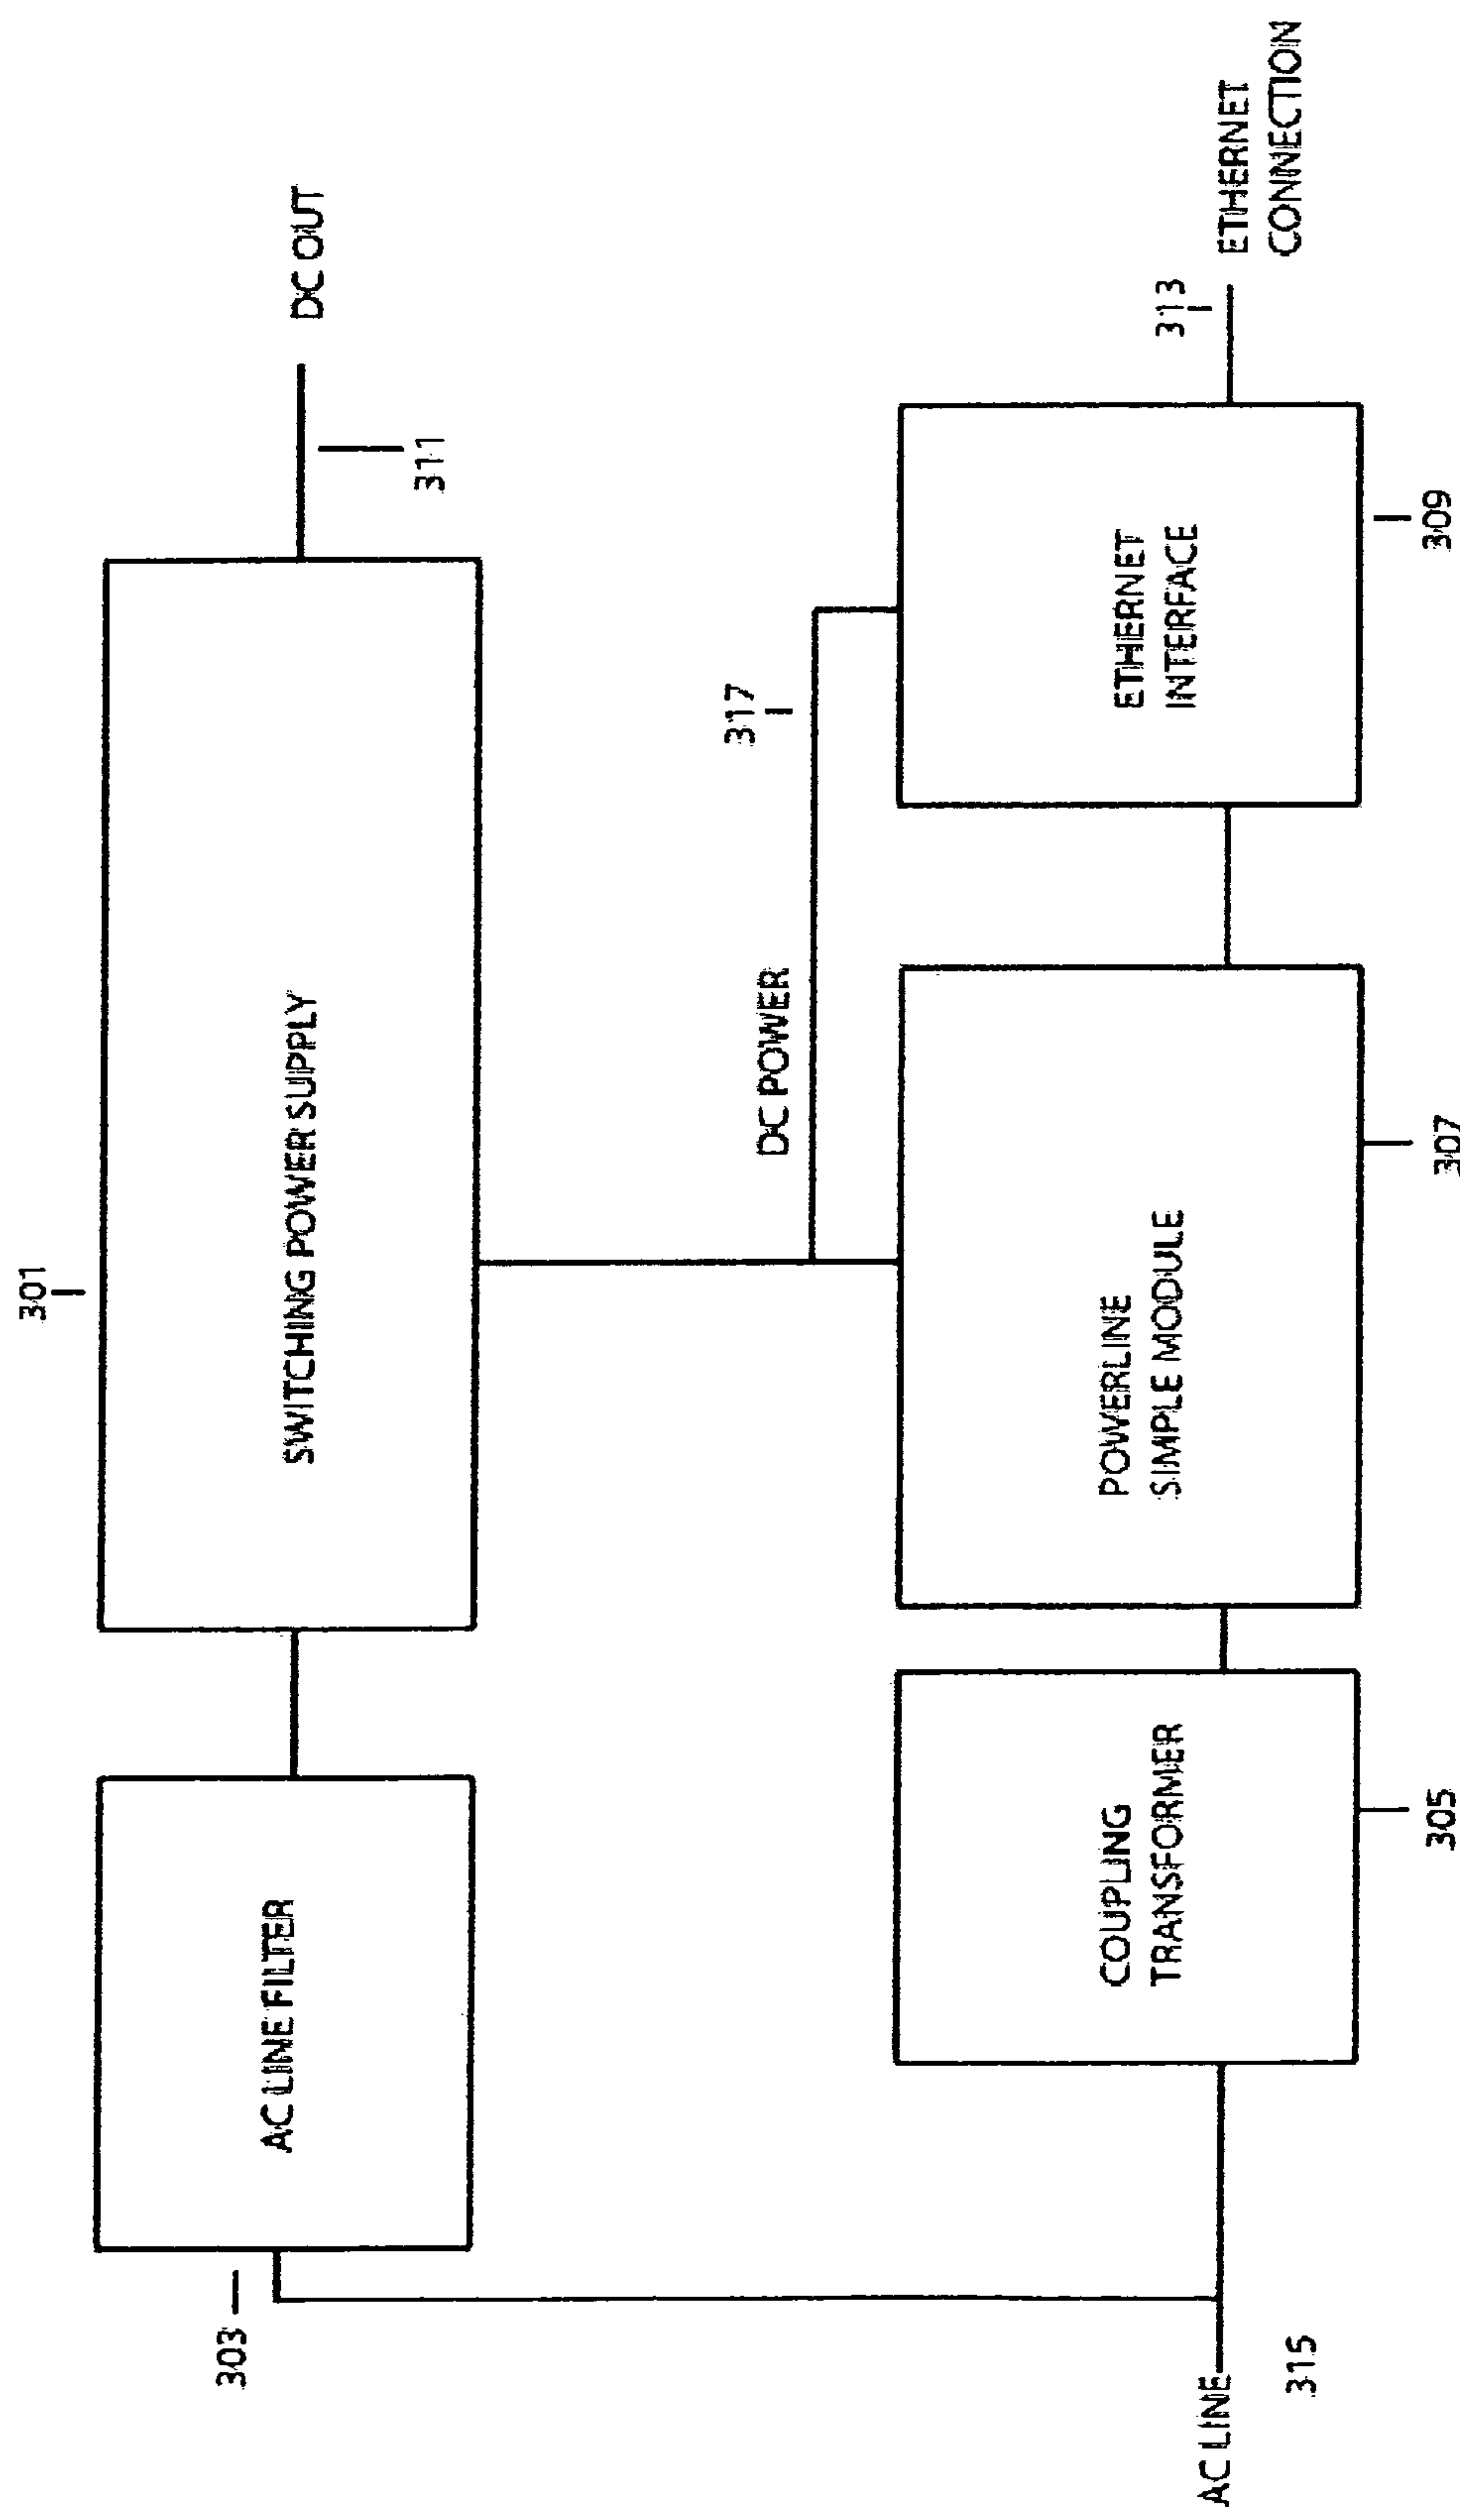 301
SWITCHING POWER SUPPLY
DC OUT
311
303
AC LINE FILTER
317
DC POWER
313
ETHERNET
CONNECTION
COUPLING
TRANSFORMER
POWERLINE
SIMPLE MODULE
ETHERNET
INTERFACE
AC LINE
315
305
307
309